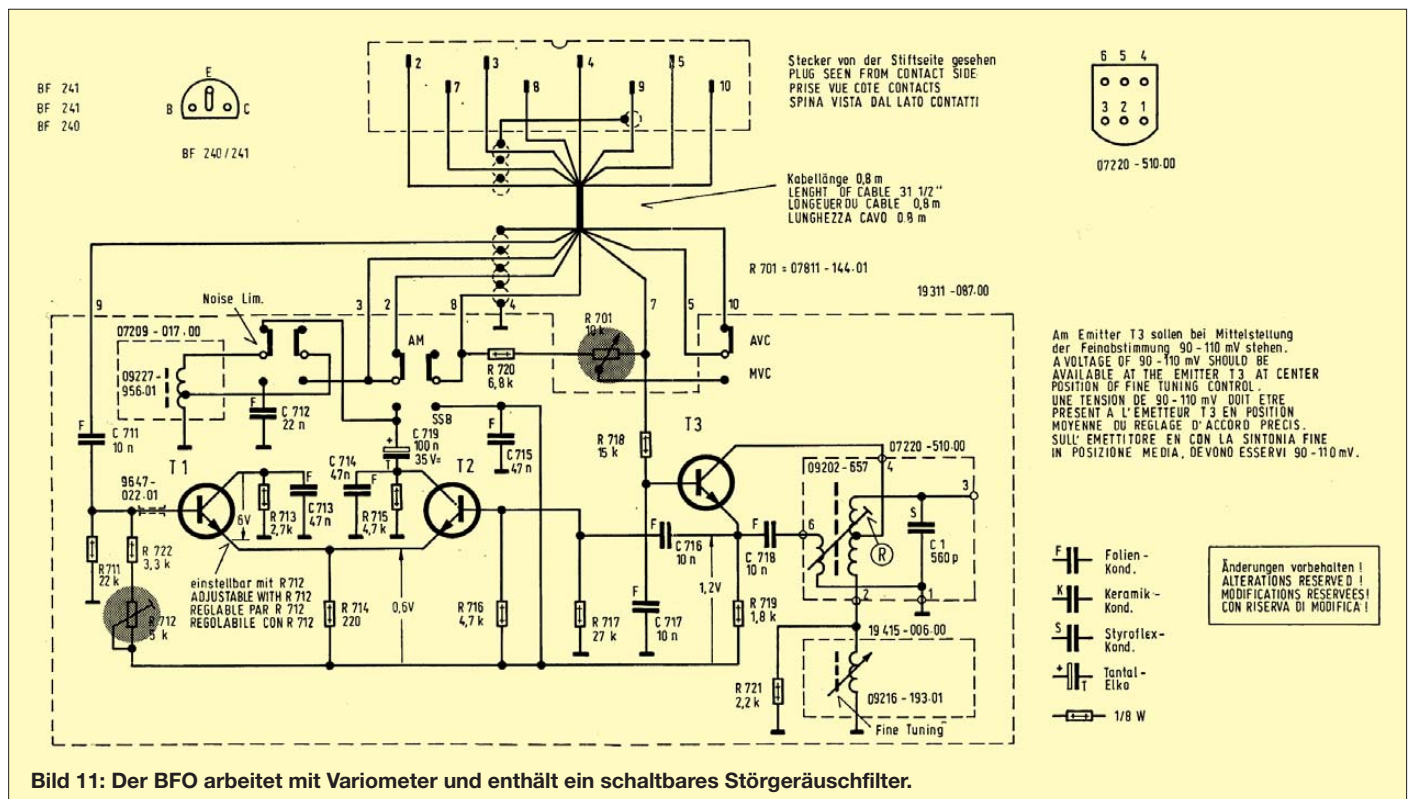 BF 241
BF 241
BF 240
E
B
C
BF 240/241
2
3
4
5
7
8
9
10
Stecker von der Stiftseite gesehen
PLUG SEEN FROM CONTACT SIDE
PRISE VUE COTE CONTACTS
SPINA VISTA DAL LATO CONTATTI
6 5 4
3 2 1
07220-510.00
Kabellänge 0,8 m
LENGHT OF CABLE 31 1/2"
LONGEUER DU CABLE 0,8 m
LUNGHEZZA CAVO 0.8 m
R 701 = 07811-144.01
19311-087.00
9
Noise Lim.
3
2
8
4
7
5
10
07209-017.00
09227-
956.01
AM
R 701
10 k
AVC
MVC
R 720
6,8 k
SSB
F
C 712
22 n
F
C 711
10 n
+
C 719
100 n
35 V=
T
F
C 715
47 n
R 718
15 k
T3
Am Emitter T3 sollen bei Mittelstellung
der Feinabstimmung 90-110 mV stehen.
A VOLTAGE OF 90-110 mV SHOULD BE
AVAILABLE AT THE EMITTER T3 AT CENTER
POSITION OF FINE TUNING CONTROL.
UNE TENSION DE 90-110 mV DOIT ETRE
PRESENT A L'EMETTEUR T3 EN POSITION
MOYENNE DU REGLAGE D'ACCORD PRECIS.
SULL' EMETTITORE EN CON LA SINTONIA FINE
IN POSIZIONE MEDIA, DEVONO ESSERVI 90-110 mV.
T1
9647-
022.01
6V
R 713
2,7 k
F
C 713
47 n
C 714
47n
F
R 715
4,7 k
T2
07220-510.00
09202-657
4
3
6
R
S
C 1
560 p
2
1
R 711
22 k
R 722
3,3 k
R 712
5 k
einstellbar mit R 712
ADJUSTABLE WITH R 712
REGLABLE PAR R 712
REGOLABILE CON R 712
0,6V
R 714
220
R 716
4,7 k
F
C 716
10 n
F
C 718
10 n
1,2V
R 717
27 k
F
C 717
10 n
R 719
1,8 k
19 415-006.00
R 721
2,2 k
09216-193.01
Fine Tuning
F
Folien-
Kond.
K
Keramik-
Kond.
S
Styroflex-
Kond.
+
T
Tantal-
Elko
1/8 W
Änderungen vorbehalten !
ALTERATIONS RESERVED !
MODIFICATIONS RESERVÉES!
CON RISERVA DI MODIFICA'!
Bild 11: Der BFO arbeitet mit Variometer und enthält ein schaltbares Störgeräuschfilter.